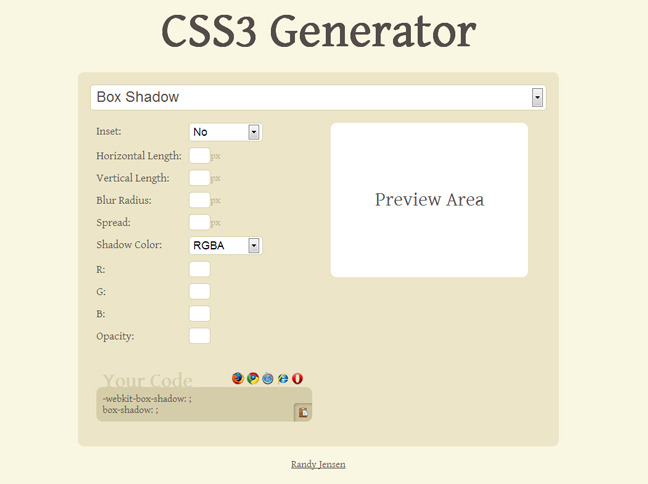 CSS3 Generator
Box Shadow
Inset: No
Horizontal Length: px
Vertical Length: px
Blur Radius: px
Spread: px
Shadow Color: RGBA
R:
G:
B:
Opacity:
Preview Area
Your Code
-webkit-box-shadow: ;
box-shadow: ;
Randy Jensen